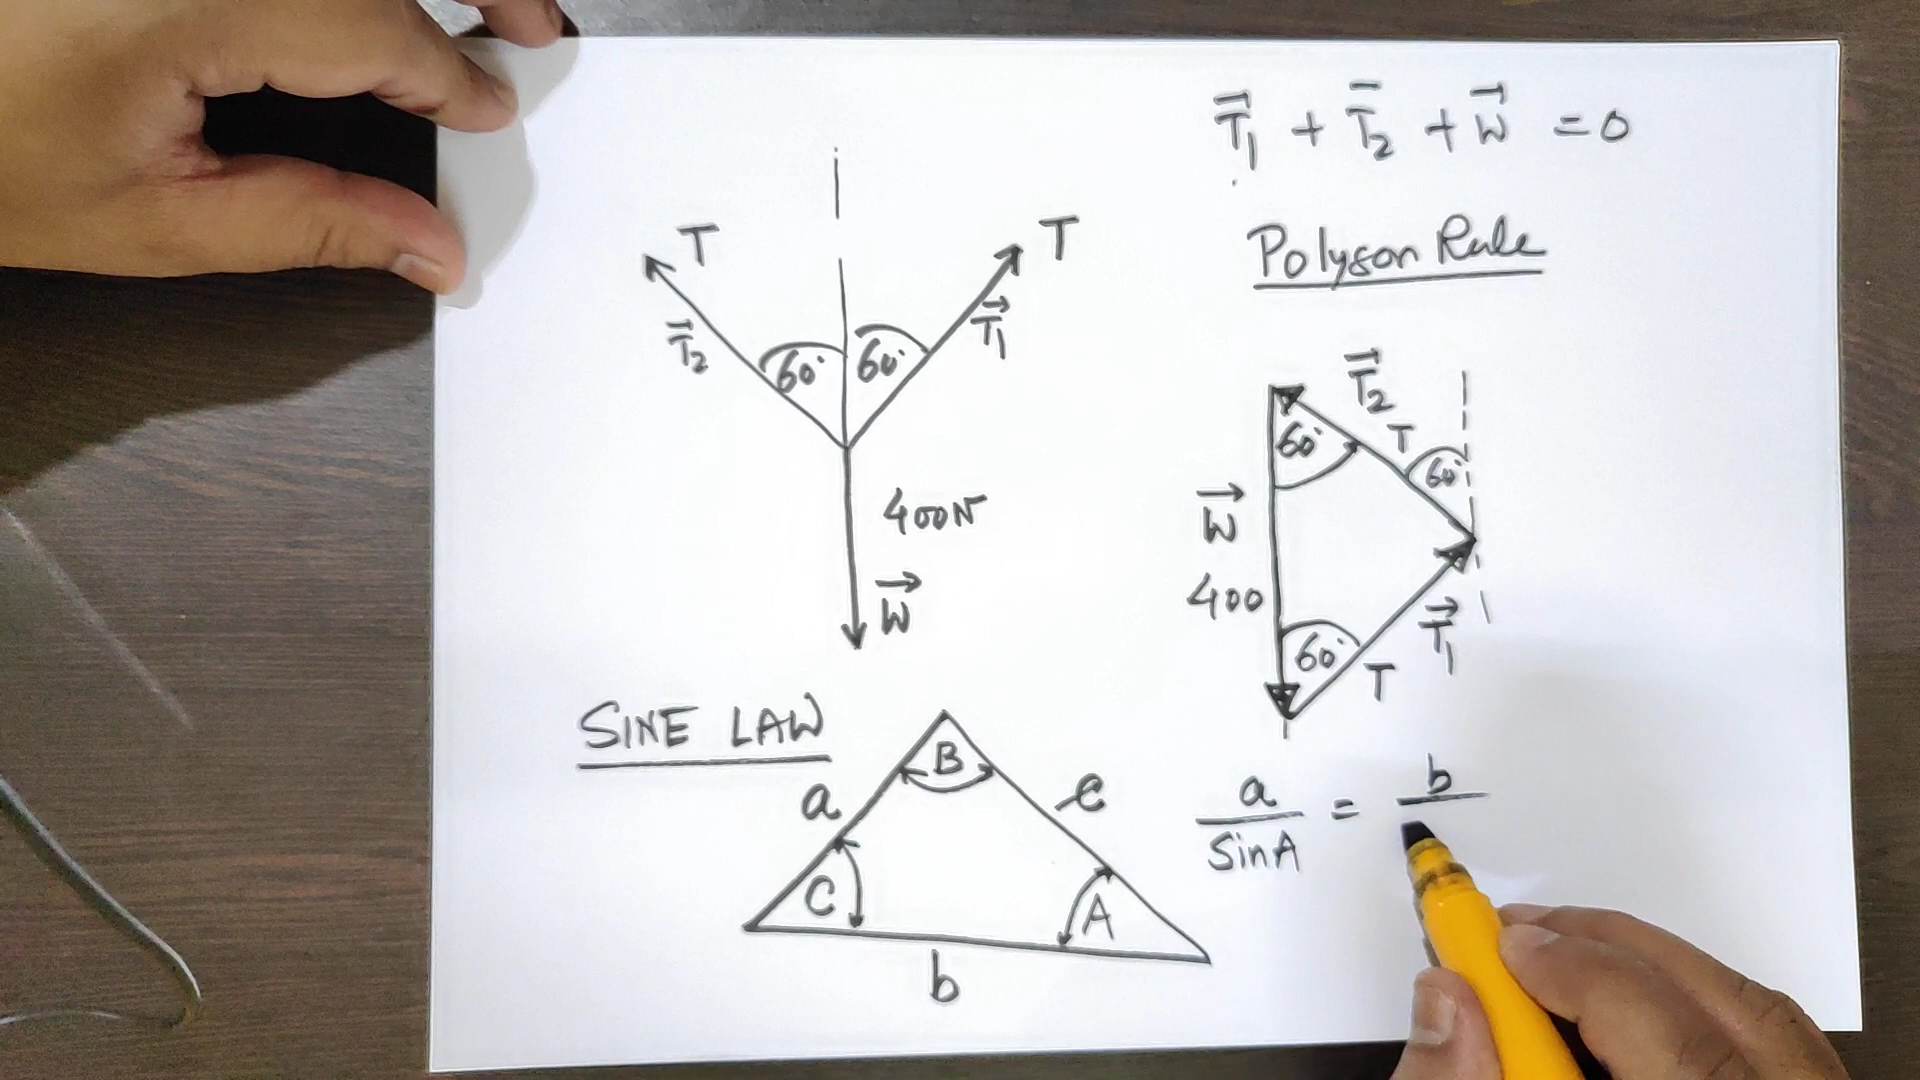 T⃗₁ + T̅₂ + W⃗ = 0
Polygon Rule
T
T
T⃗₂
T⃗₁
60°
60°
400N
W⃗
T⃗₂
T
60°
60°
W⃗
400
60°
T
T⃗₁
SINE LAW
B
a
c
C
A
b
a/SinA = b/